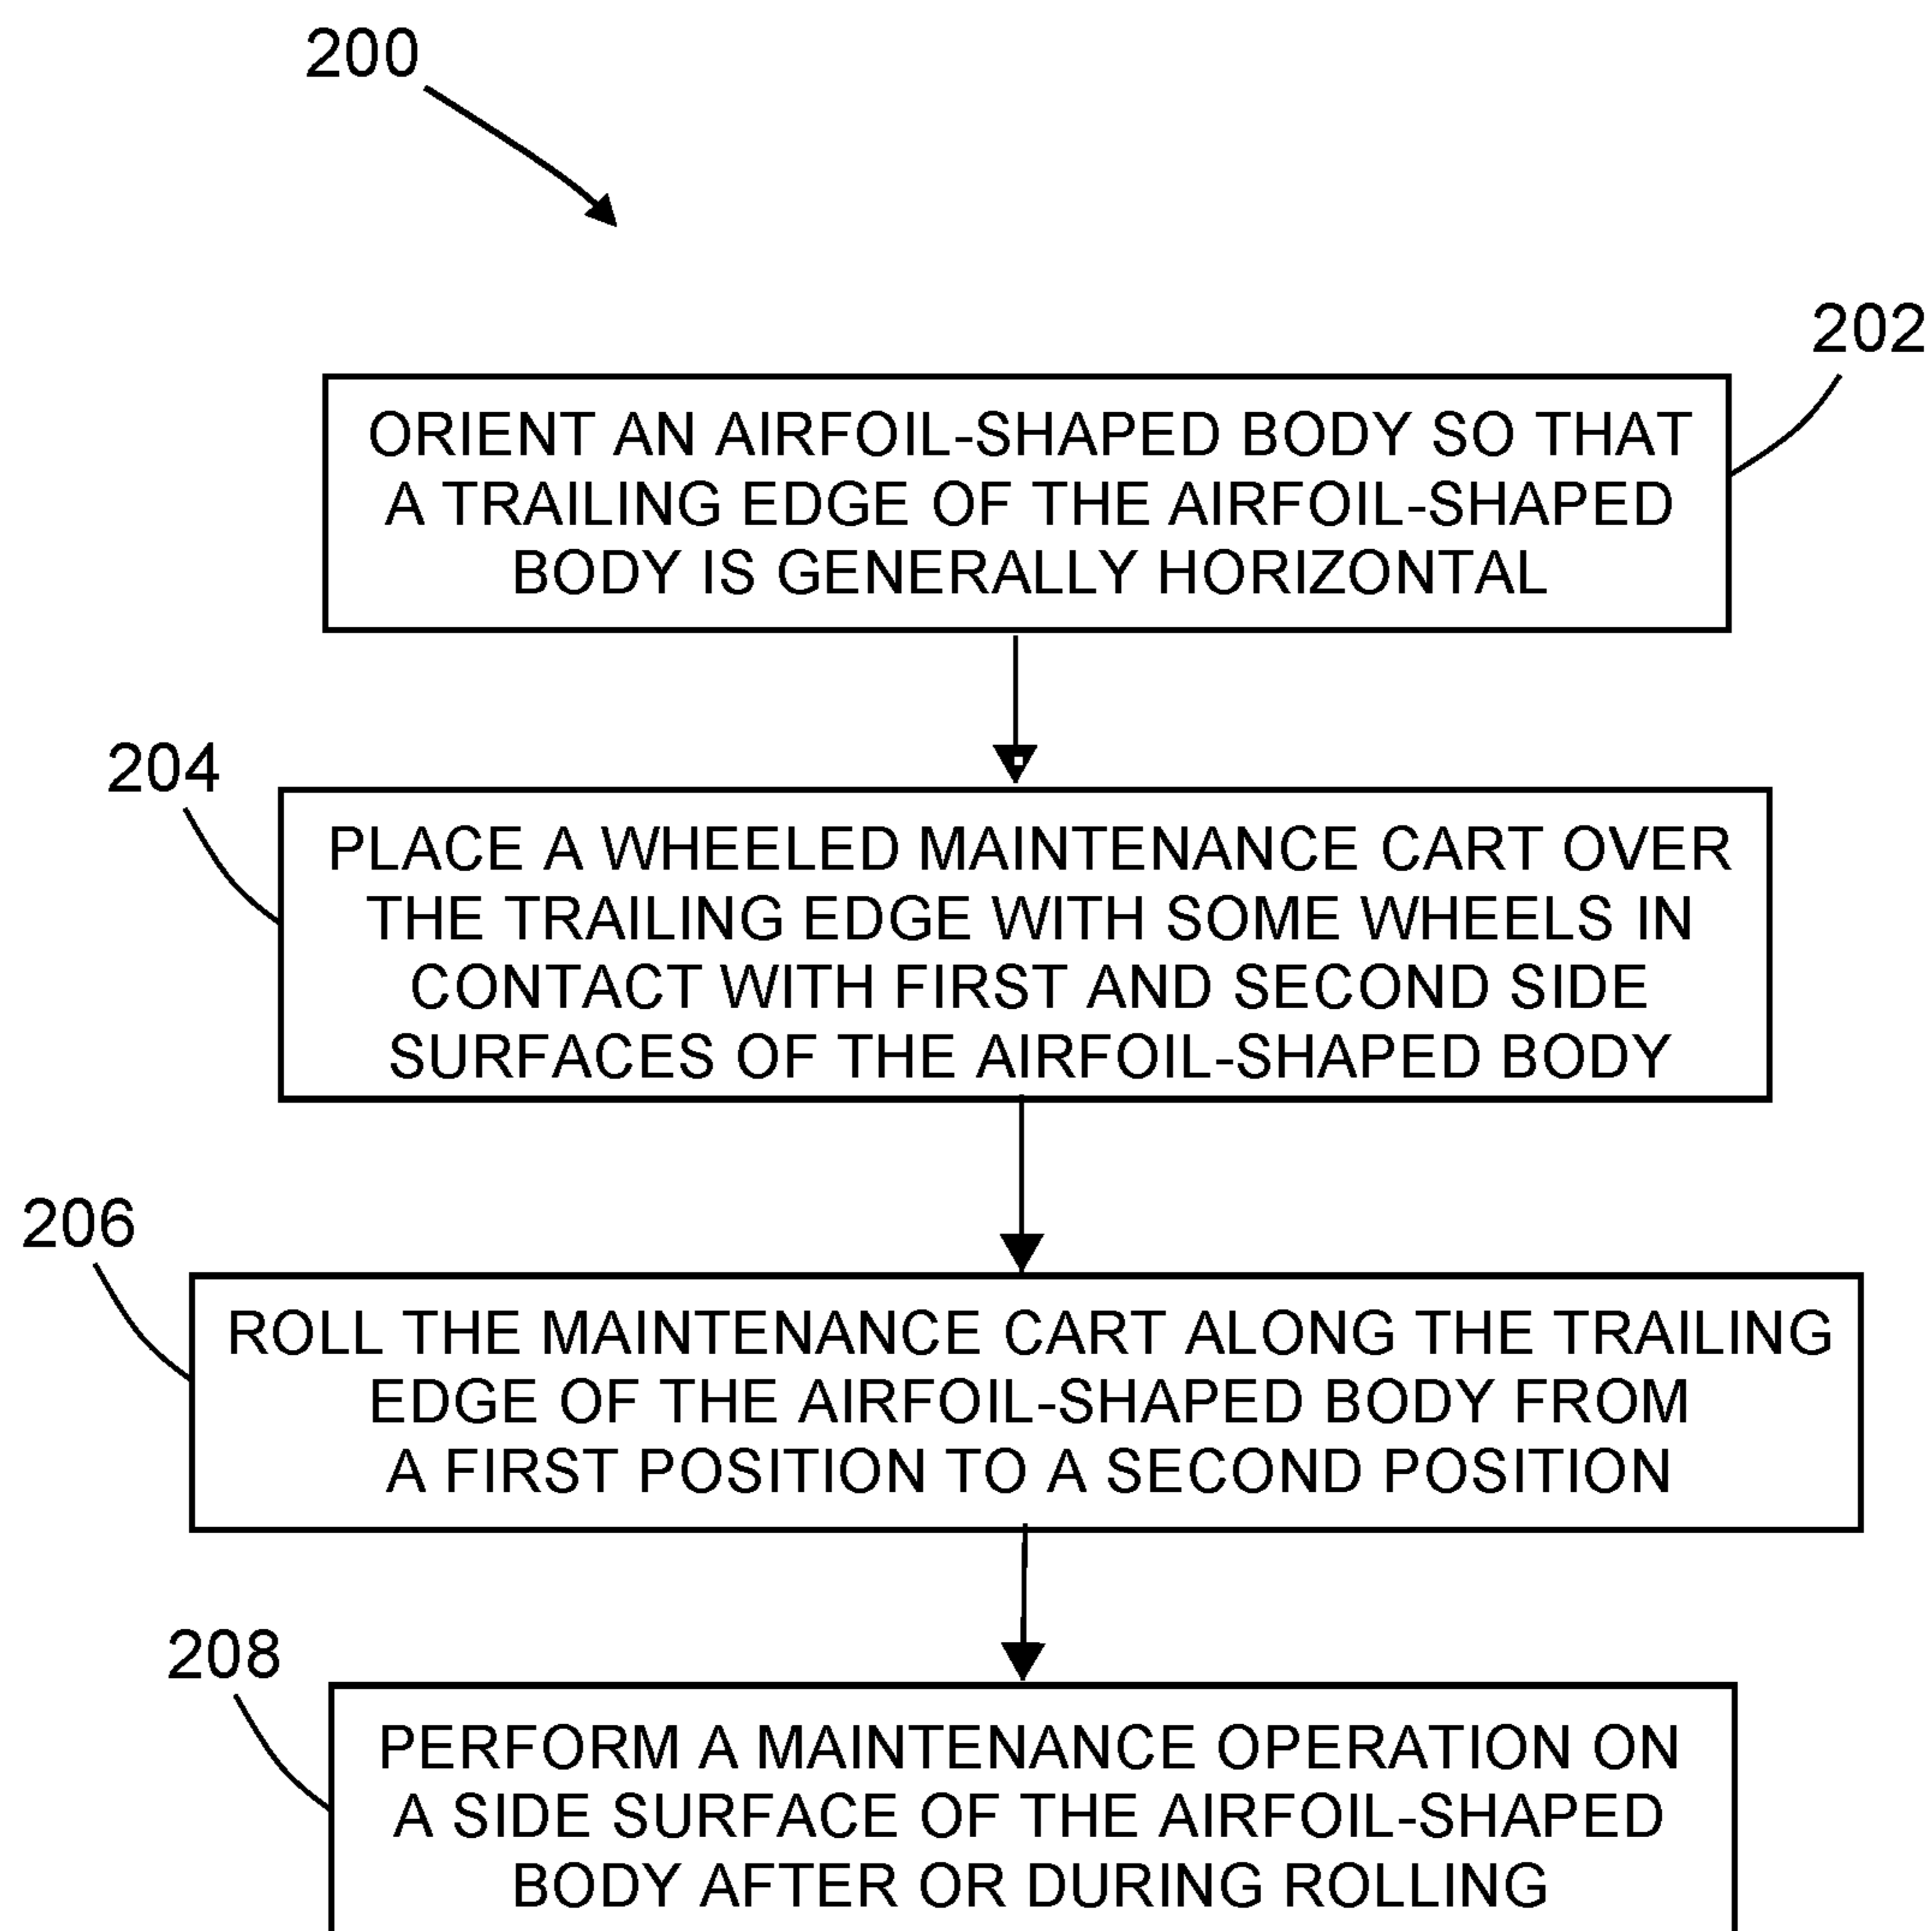 200
202
ORIENT AN AIRFOIL-SHAPED BODY SO THAT
A TRAILING EDGE OF THE AIRFOIL-SHAPED
BODY IS GENERALLY HORIZONTAL
204
PLACE A WHEELED MAINTENANCE CART OVER
THE TRAILING EDGE WITH SOME WHEELS IN
CONTACT WITH FIRST AND SECOND SIDE
SURFACES OF THE AIRFOIL-SHAPED BODY
206
ROLL THE MAINTENANCE CART ALONG THE TRAILING
EDGE OF THE AIRFOIL-SHAPED BODY FROM
A FIRST POSITION TO A SECOND POSITION
208
PERFORM A MAINTENANCE OPERATION ON
A SIDE SURFACE OF THE AIRFOIL-SHAPED
BODY AFTER OR DURING ROLLING